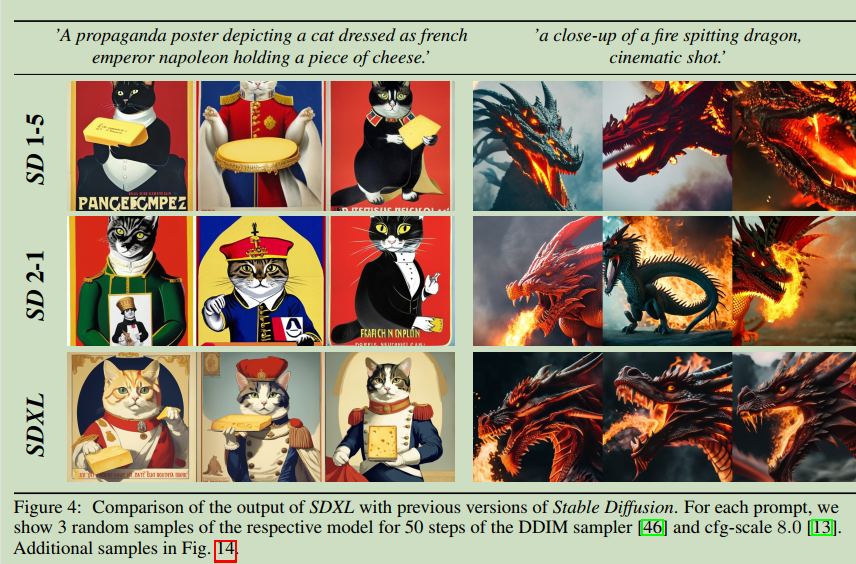 'A propaganda poster depicting a cat dressed as french
emperor napoleon holding a piece of cheese.'
'a close-up of a fire spitting dragon,
cinematic shot.'
SD 1-5
PANGEEOMPEZ
SD 2-1
SDXL
Figure 4: Comparison of the output of SDXL with previous versions of Stable Diffusion. For each prompt, we
show 3 random samples of the respective model for 50 steps of the DDIM sampler [46] and cfg-scale 8.0 [13].
Additional samples in Fig. 14.